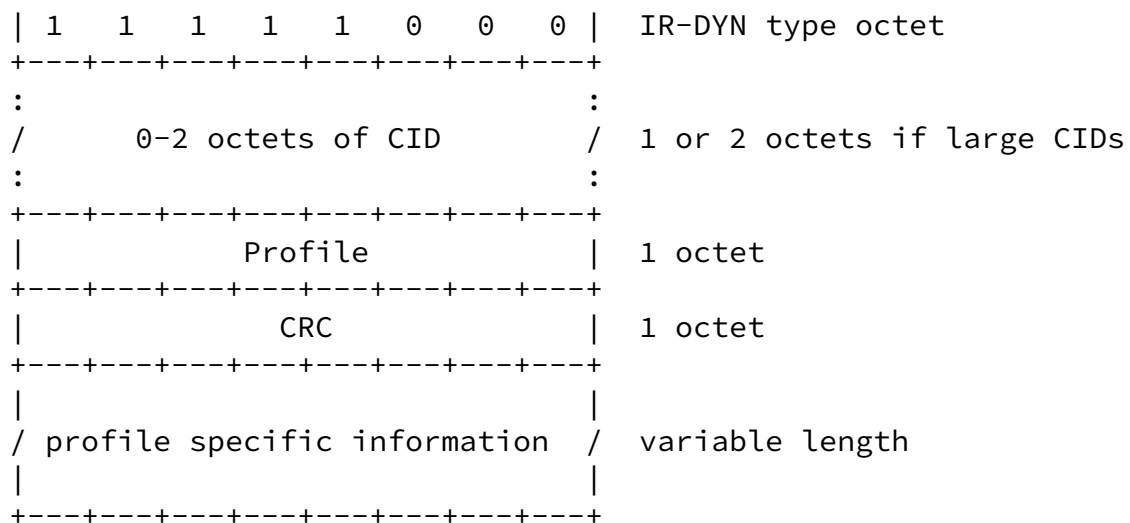 | 1   1   1   1   1   0   0   0 |  IR-DYN type octet
+---+---+---+---+---+---+---+---+
:                               :
/      0-2 octets of CID        /  1 or 2 octets if large CIDs
:                               :
+---+---+---+---+---+---+---+---+
|            Profile            |  1 octet
+---+---+---+---+---+---+---+---+
|              CRC              |  1 octet
+---+---+---+---+---+---+---+---+
|                               |
/ profile specific information  /  variable length
|                               |
+---+---+---+---+---+---+---+---+